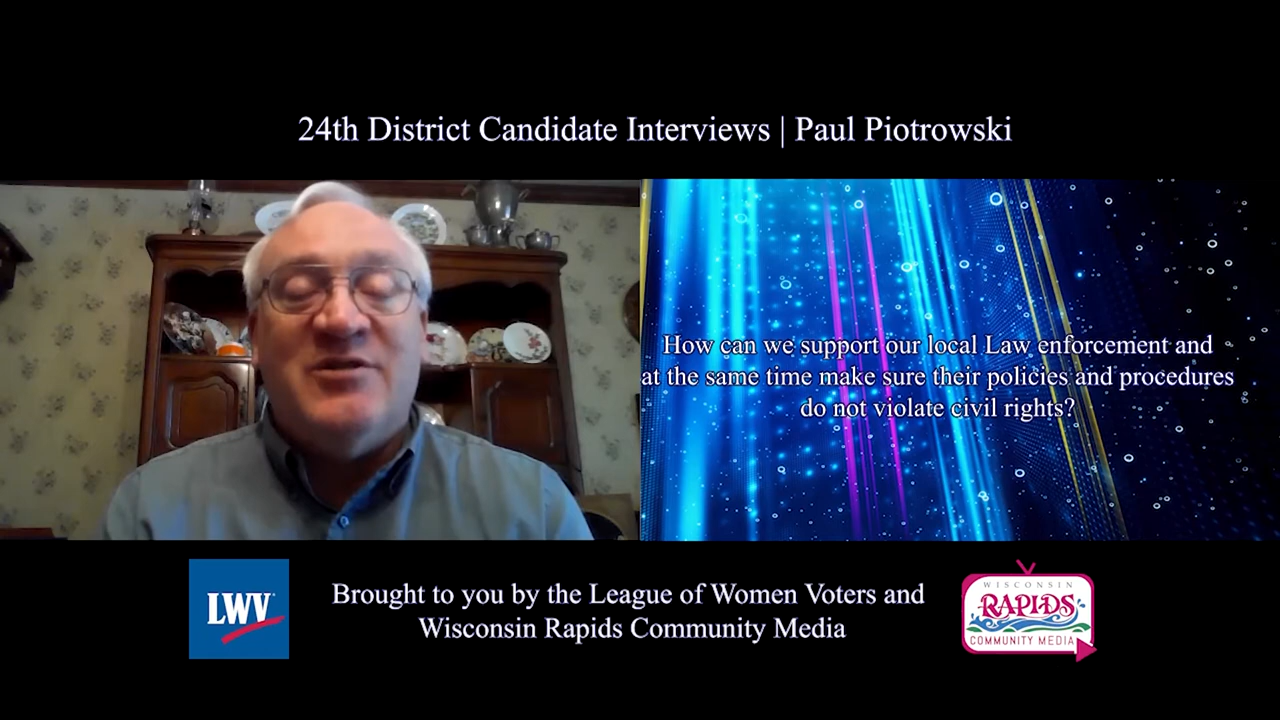 24th District Candidate Interviews | Paul Piotrowski
How can we support our local Law enforcement and
at the same time make sure their policies and procedures
do not violate civil rights?
LWV
Brought to you by the League of Women Voters and
Wisconsin Rapids Community Media
WISCONSIN
RAPIDS
COMMUNITY MEDIA